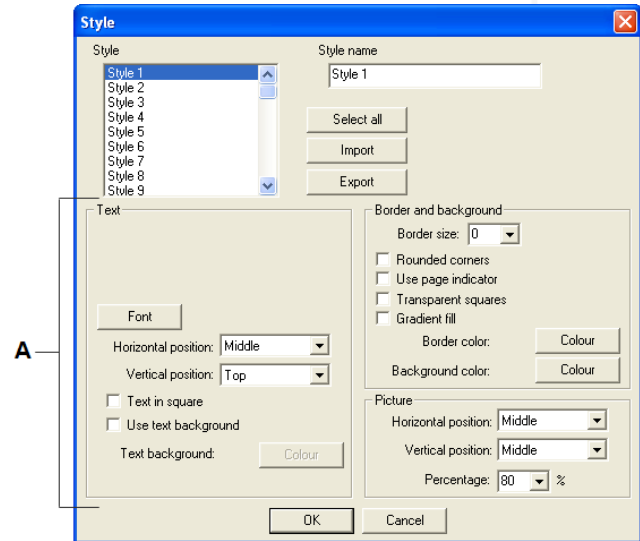 Style
Style
Style name
Style 1
Style 2
Style 3
Style 4
Style 5
Style 6
Style 7
Style 8
Style 9
Style 1
Select all
Import
Export
A
Text
Font
Horizontal position: Middle
Vertical position: Top
Text in square
Use text background
Text background: Colour
Border and background
Border size: 0
Rounded corners
Use page indicator
Transparent squares
Gradient fill
Border color: Colour
Background color: Colour
Picture
Horizontal position: Middle
Vertical position: Middle
Percentage: 80 %
OK
Cancel